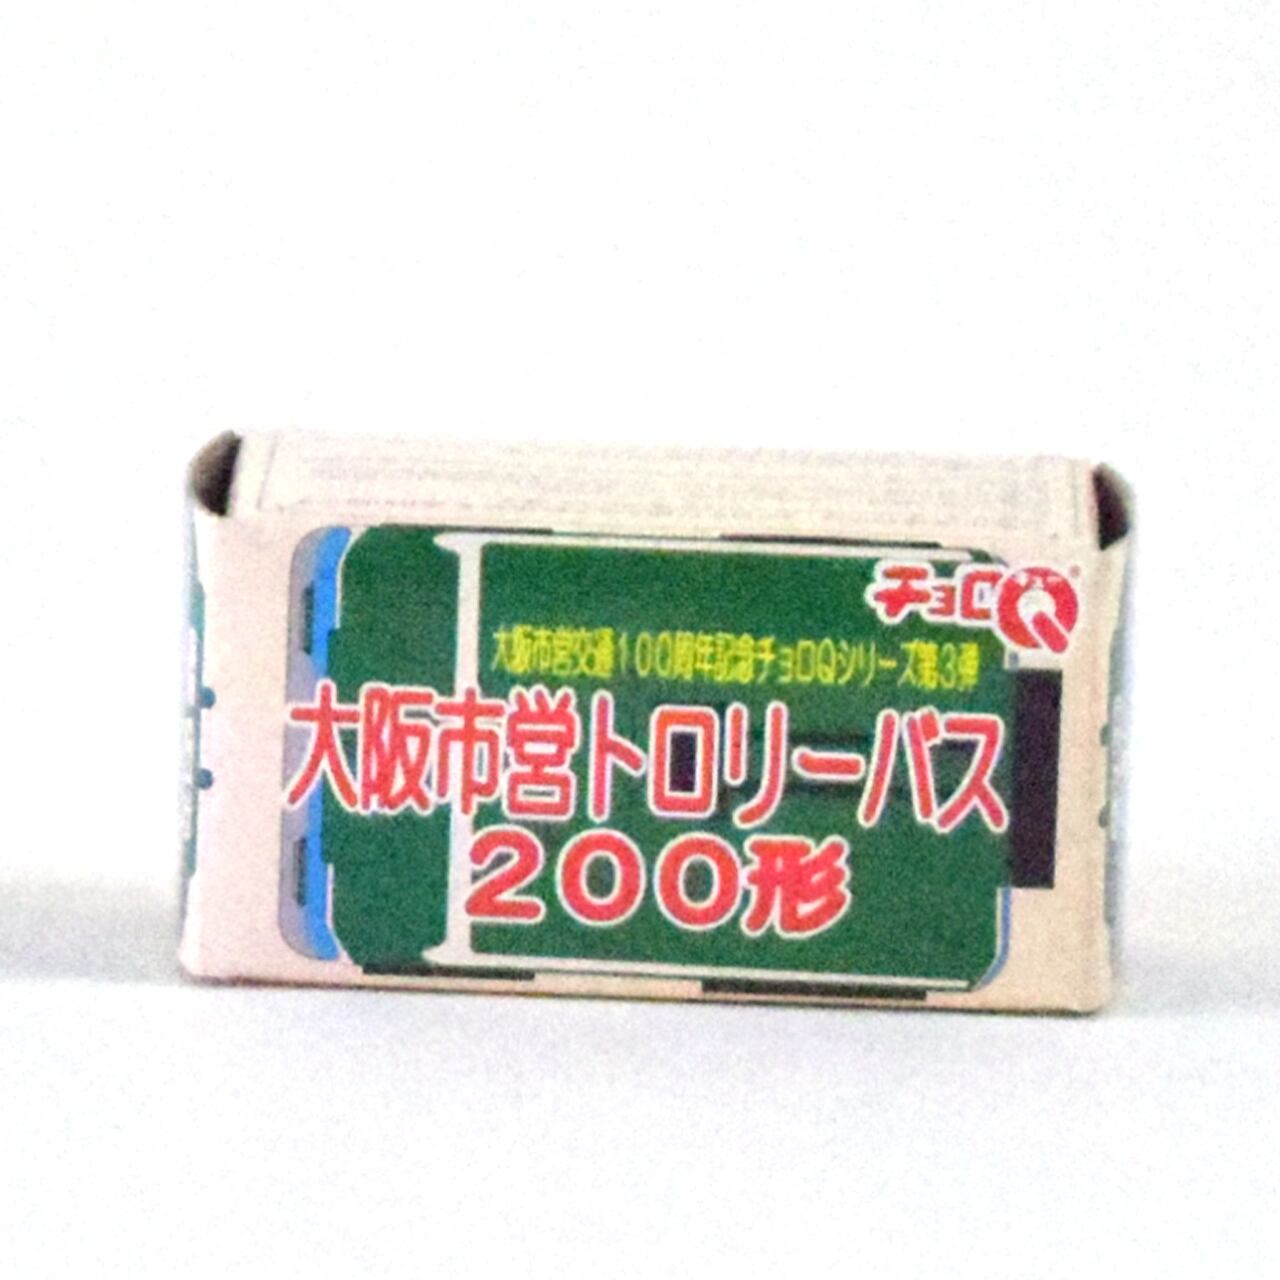 チョロQ
大阪市営交通100周年記念チョロQシリーズ第3弾
大阪市営トロリーバス
200形